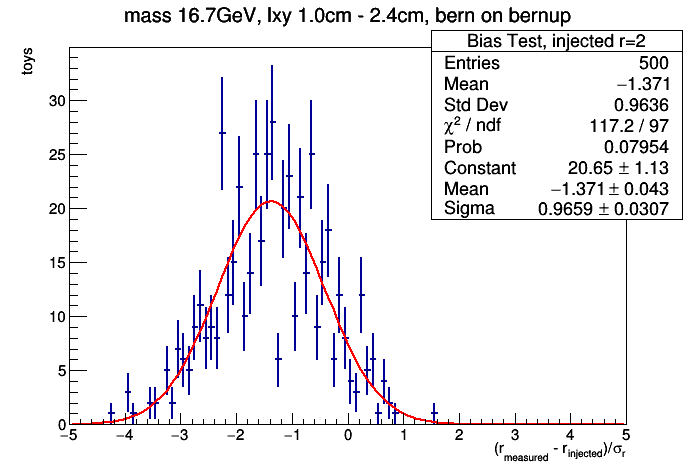 mass 16.7GeV, lxy 1.0cm - 2.4cm, bern on bernup
Bias Test, injected r=2
Entries 500
Mean −1.371
Std Dev 0.9636
χ² / ndf 117.2 / 97
Prob 0.07954
Constant 20.65 ± 1.13
Mean −1.371 ± 0.043
Sigma 0.9659 ± 0.0307
toys
30
25
20
15
10
5
0
−5 −4 −3 −2 −1 0 1 2 3 4 5
(r_measured - r_injected)/σ_r